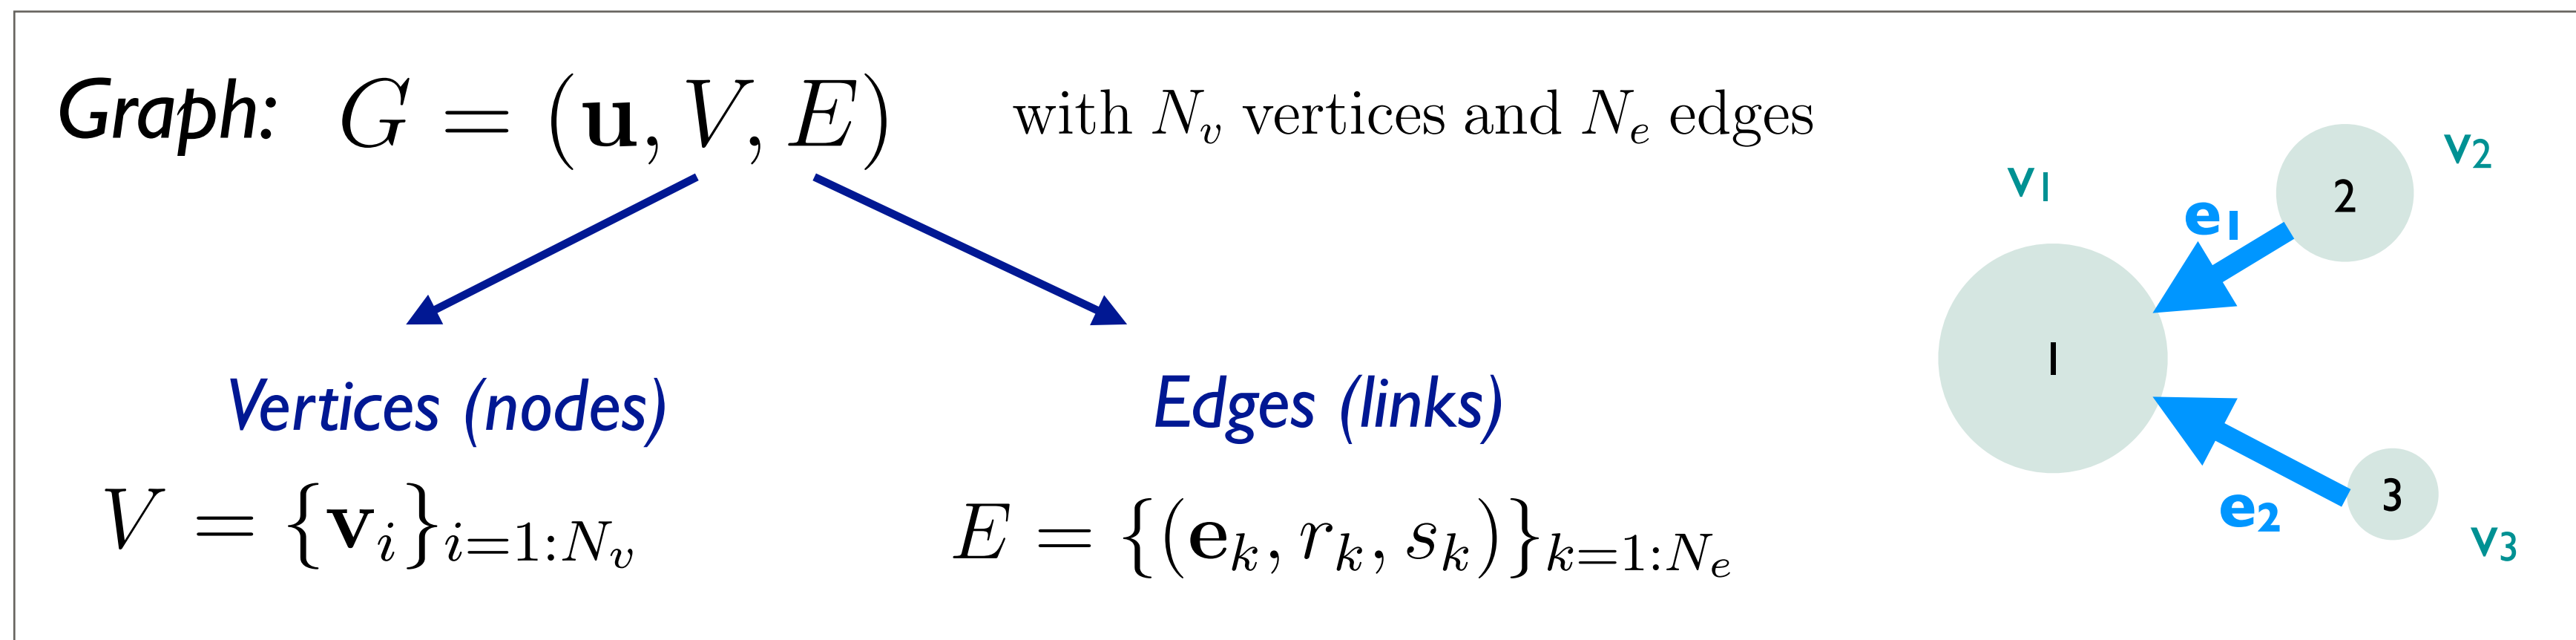 Graph: G = (u, V, E) with N_v vertices and N_e edges
Vertices (nodes)
V = {v_i}_{i=1:N_v}
Edges (links)
E = {(e_k, r_k, s_k)}_{k=1:N_e}
v1
v2
e1
2
1
e2
3
v3